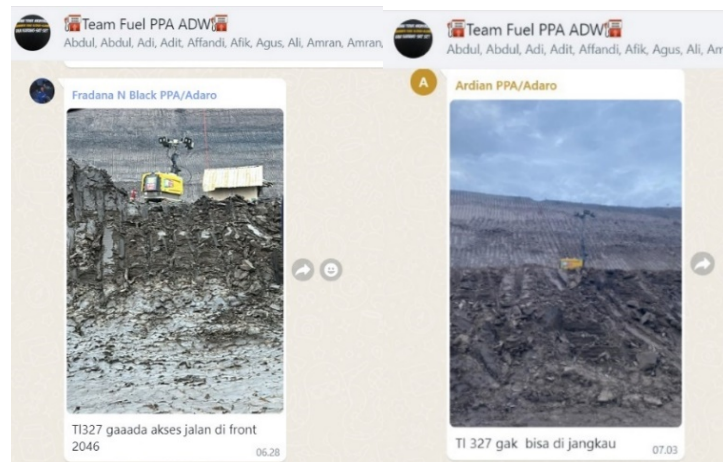 Team Fuel PPA ADW
Abdul, Abdul, Adi, Adit, Affandi, Afik, Agus, Ali, Amran, Amran,
Fradana N Black PPA/Adaro
TI327 gaaada akses jalan di front
2046
06.28
Team Fuel PPA ADW
Abdul, Abdul, Adi, Adit, Affandi, Afik, Agus, Ali, Am
Ardian PPA/Adaro
TI 327 gak bisa di jangkau
07.03